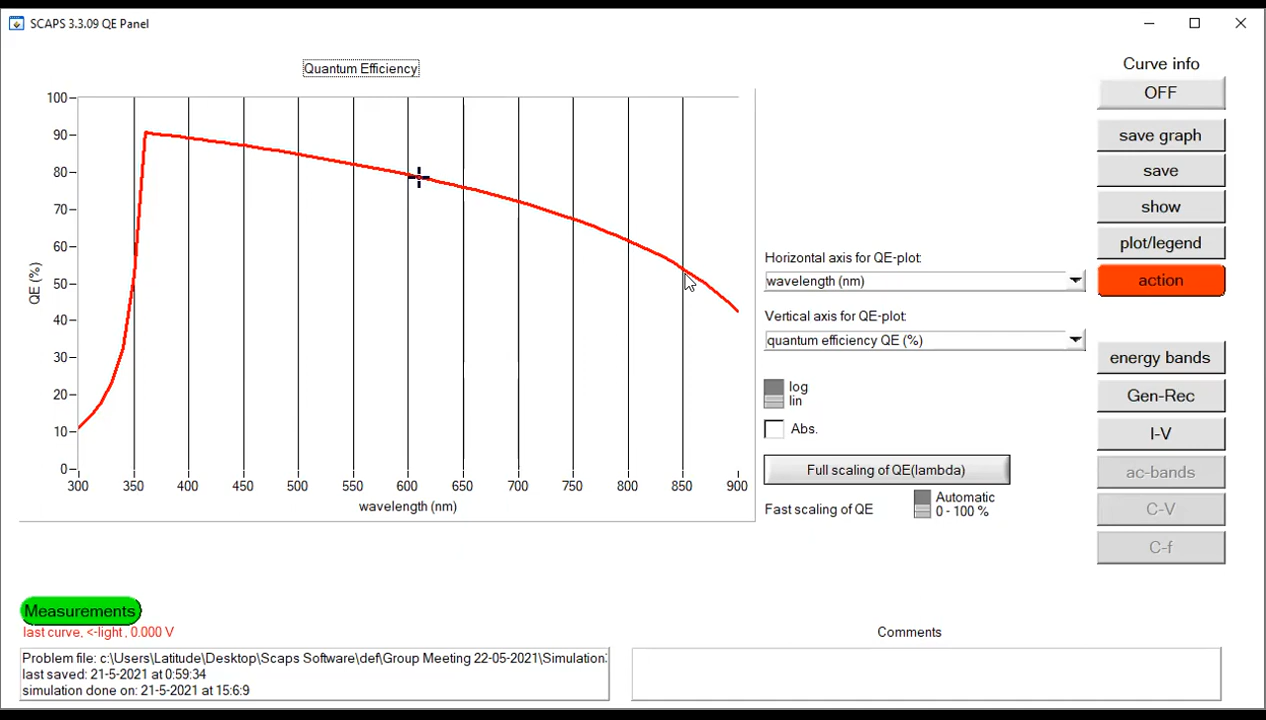 SCAPS 3.3.09 QE Panel
Quantum Efficiency
100
90
80
70
60
50
40
30
20
10
0
QE (%)
300 350 400 450 500 550 600 650 700 750 800 850 900
wavelength (nm)
Horizontal axis for QE-plot:
wavelength (nm)
Vertical axis for QE-plot:
quantum efficiency QE (%)
log
lin
Abs.
Full scaling of QE(lambda)
Fast scaling of QE
Automatic
0 - 100 %
Curve info
OFF
save graph
save
show
plot/legend
action
energy bands
Gen-Rec
I-V
ac-bands
C-V
C-f
Measurements
last curve, <-light , 0.000 V
Problem file: c:\Users\Latitude\Desktop\Scaps Software\def\Group Meeting 22-05-2021\Simulation
last saved: 21-5-2021 at 0:59:34
simulation done on: 21-5-2021 at 15:6:9
Comments